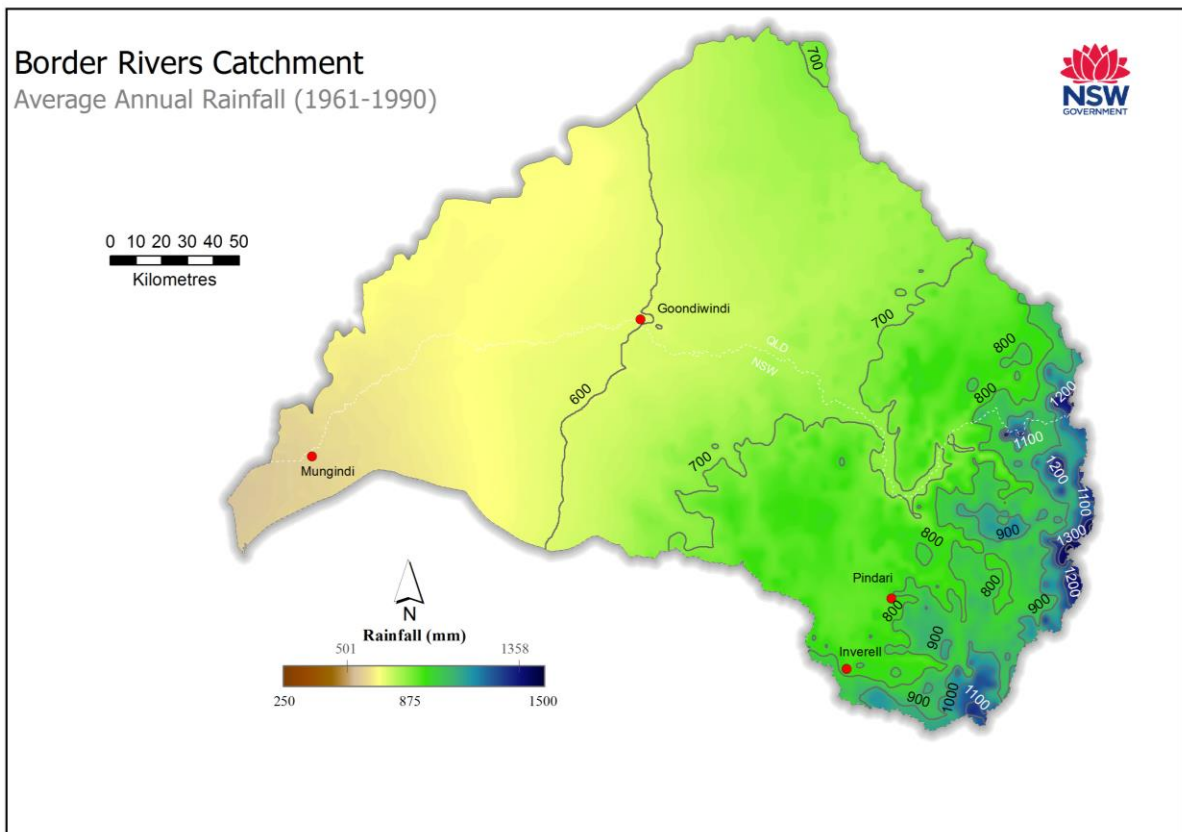 Border Rivers Catchment
Average Annual Rainfall (1961-1990)
NSW
GOVERNMENT
700
0 10 20 30 40 50
Kilometres
Goondiwindi
700
QLD
NSW
800
800
1200
600
1100
Mungindi
700
1200
1100
900
800
1300
Pindari
800
1200
800
900
900
Inverell
900
1000
1100
N
Rainfall (mm)
501 1358
250 875 1500